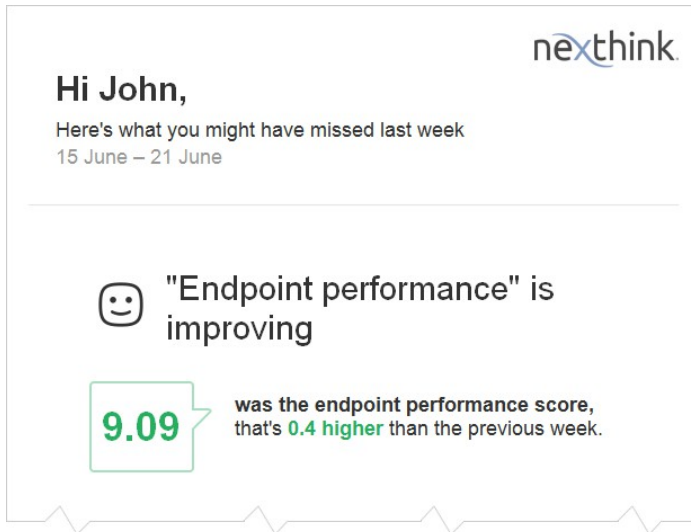 nexthink
Hi John,
Here's what you might have missed last week
15 June – 21 June
"Endpoint performance" is
improving
9.09
was the endpoint performance score,
that's 0.4 higher than the previous week.